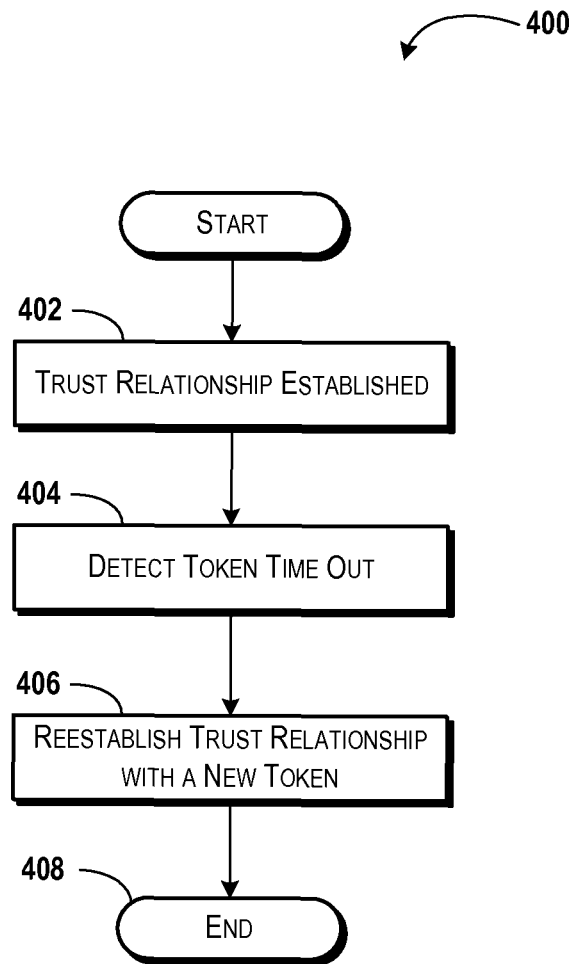 400
START
402
TRUST RELATIONSHIP ESTABLISHED
404
DETECT TOKEN TIME OUT
406
REESTABLISH TRUST RELATIONSHIP
WITH A NEW TOKEN
408
END